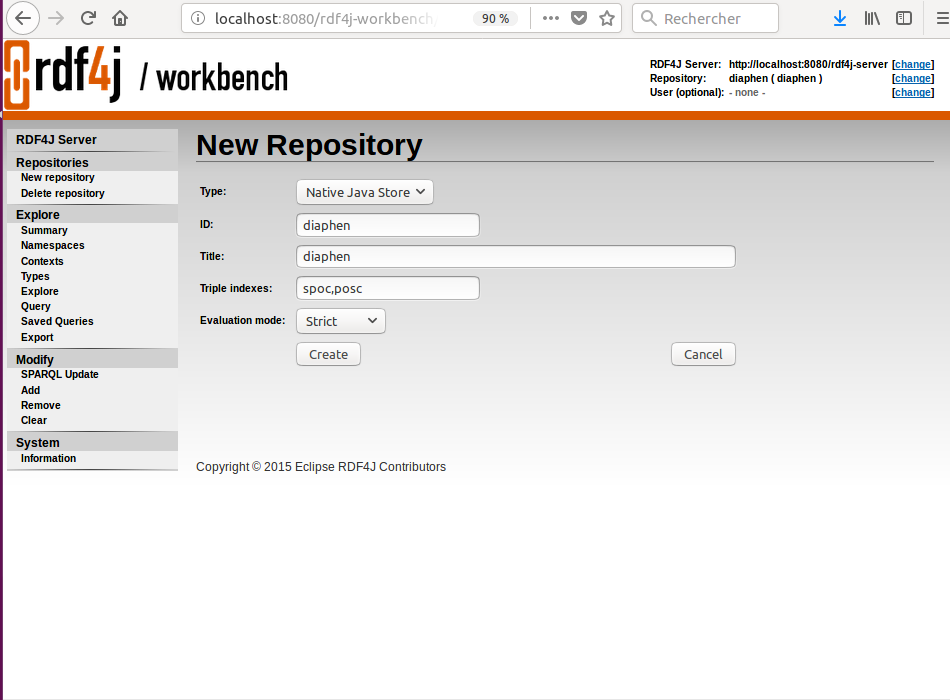 localhost:8080/rdf4j-workbench/
90 %
Rechercher
rdf4j / workbench
RDF4J Server: http://localhost:8080/rdf4j-server [change]
Repository: diaphen ( diaphen ) [change]
User (optional): - none - [change]
RDF4J Server
Repositories
New repository
Delete repository
Explore
Summary
Namespaces
Contexts
Types
Explore
Query
Saved Queries
Export
Modify
SPARQL Update
Add
Remove
Clear
System
Information
New Repository
Type: Native Java Store
ID: diaphen
Title: diaphen
Triple indexes: spoc,posc
Evaluation mode: Strict
Create Cancel
Copyright © 2015 Eclipse RDF4J Contributors